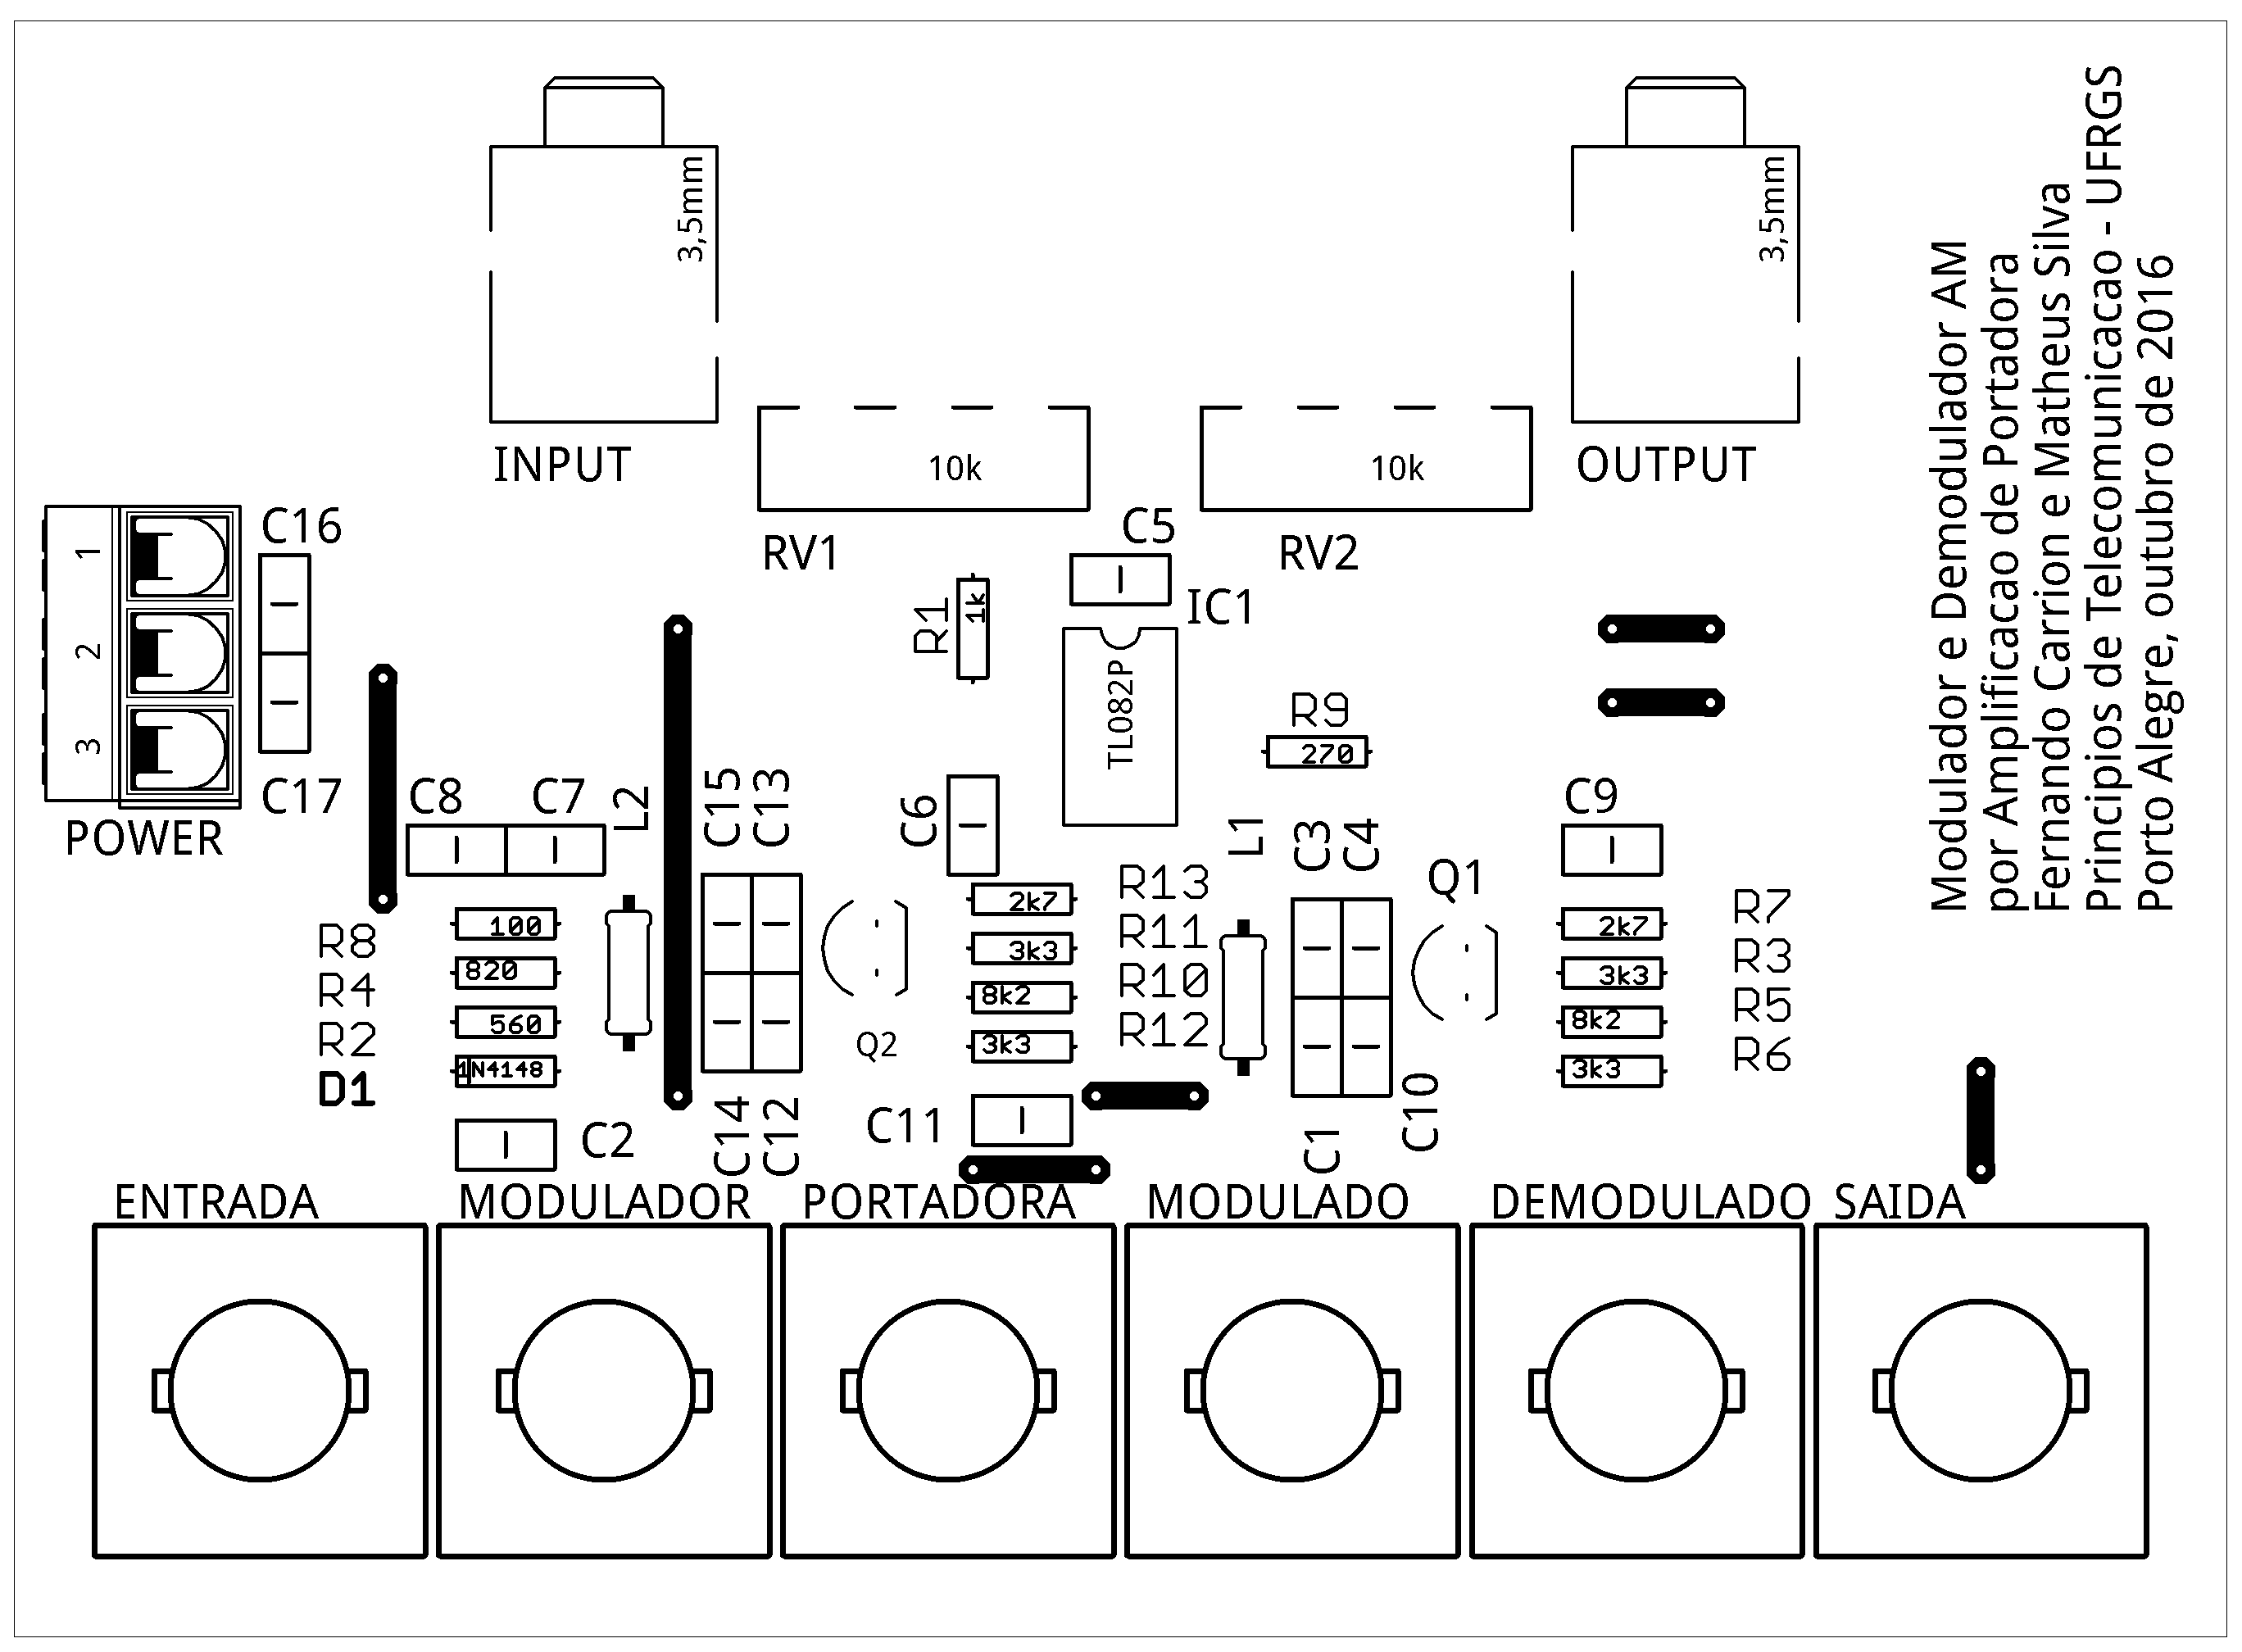 3,5mm
3,5mm
INPUT
10k
10k
OUTPUT
RV1
RV2
Modulador e Demodulador AM
por Amplificacao de Portadora
Fernando Carrion e Matheus Silva
Principios de Telecomunicacao - UFRGS
Porto Alegre, outubro de 2016
1
2
3
POWER
C16
C17
C5
IC1
R1
1k
TL082P
R9
270
C8
C7
L2
C15
C13
C6
L1
C3
C4
Q1
C9
R8
100
R4
820
R2
560
D1
1N4148
C2
Q2
C14
C12
2k7
R13
3k3
R11
8k2
R10
3k3
R12
C11
C1
C10
2k7
R7
3k3
R3
8k2
R5
3k3
R6
ENTRADA
MODULADOR
PORTADORA
MODULADO
DEMODULADO
SAIDA